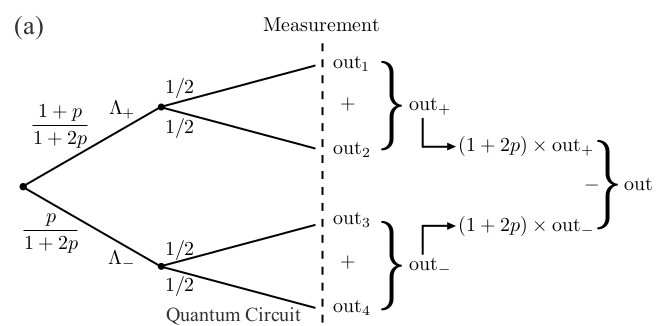 (a)
Measurement
1/2
out₁
1 + p
1 + 2p
Λ₊
+
out₊
1/2
out₂
(1 + 2p) × out₊
− out
p
1 + 2p
Λ₋
1/2
out₃
(1 + 2p) × out₋
+
out₋
1/2
out₄
Quantum Circuit